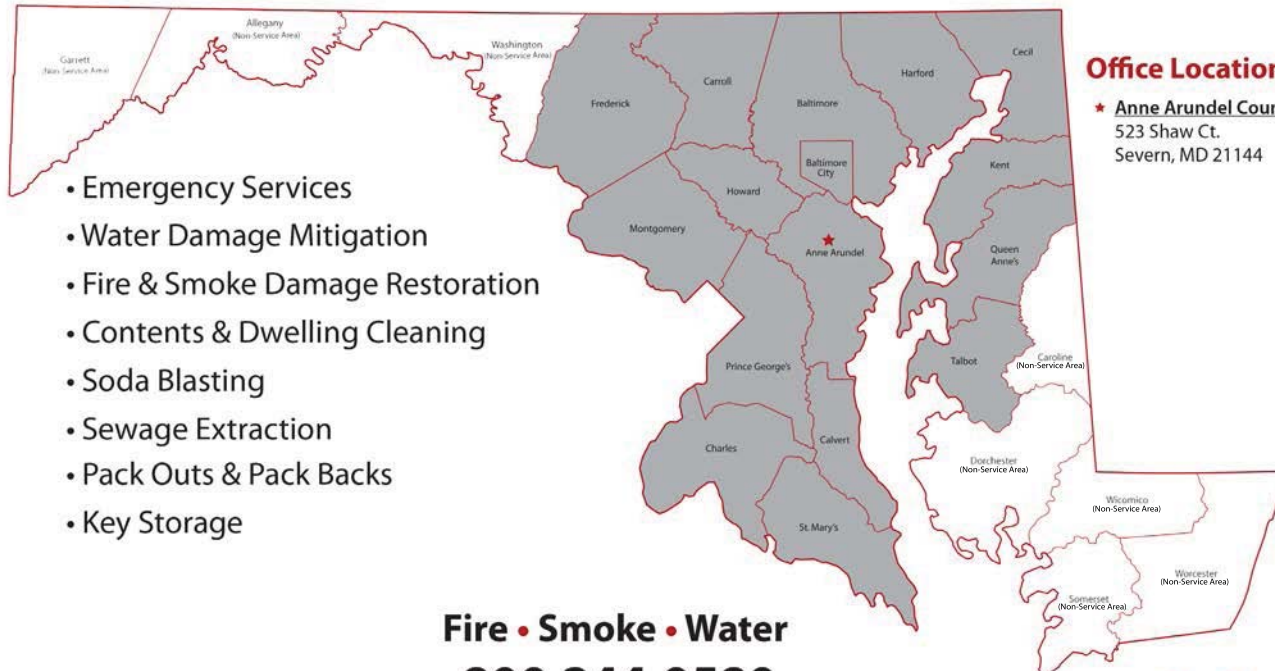 Garrett
(Non-Service Area)
Allegany
(Non-Service Area)
Washington
(Non-Service Area)
Frederick
Carroll
Baltimore
Harford
Cecil
Baltimore
City
Howard
Montgomery
Anne Arundel
Kent
Queen
Anne's
Talbot
Caroline
(Non-Service Area)
Prince George's
Charles
Calvert
St. Mary's
Dorchester
(Non-Service Area)
Wicomico
(Non-Service Area)
Somerset
(Non-Service Area)
Worcester
(Non-Service Area)
Office Location
★ Anne Arundel Coun
523 Shaw Ct.
Severn, MD 21144
• Emergency Services
• Water Damage Mitigation
• Fire & Smoke Damage Restoration
• Contents & Dwelling Cleaning
• Soda Blasting
• Sewage Extraction
• Pack Outs & Pack Backs
• Key Storage
Fire • Smoke • Water